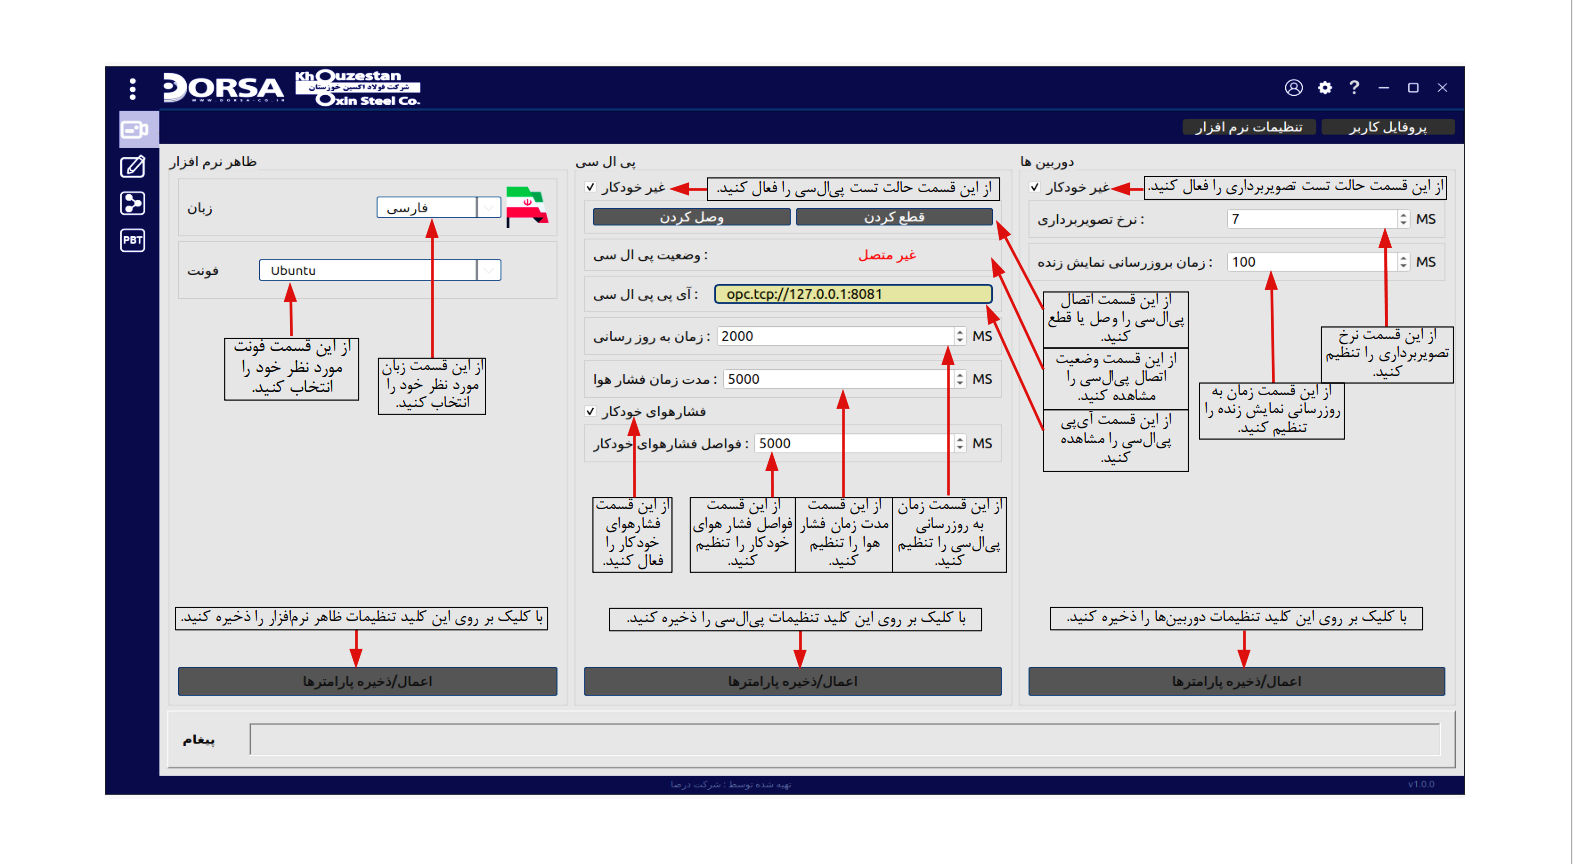 DORSA
WWW.DORSA-CO.IR
KhOuzestan
شرکت فولاد اکسین خوزستان
Oxin Steel Co.
?
پروفایل کاربر
تنظیمات نرم افزار
PBT
دوربین ها
غیر خودکار
از این قسمت حالت تست تصویربرداری را فعال کنید.
نرخ تصویربرداری :
7
MS
زمان بروزرسانی نمایش زنده :
100
MS
از این قسمت نرخ
تصویربرداری را تنظیم
کنید.
از این قسمت زمان به
روزرسانی نمایش زنده را
تنظیم کنید.
از این قسمت اتصال
پی‌ال‌سی را وصل یا قطع
کنید.
از این قسمت وضعیت
اتصال پی‌ال‌سی را
مشاهده کنید.
از این قسمت آی‌پی
پی‌ال‌سی را مشاهده
کنید.
با کلیک بر روی این کلید تنظیمات دوربین‌ها را ذخیره کنید.
اعمال/ذخیره پارامترها
پی ال سی
غیر خودکار
از این قسمت حالت تست پی‌ال‌سی را فعال کنید.
قطع کردن
وصل کردن
وضعیت پی ال سی :
غیر متصل
آی پی پی ال سی :
opc.tcp://127.0.0.1:8081
زمان به روز رسانی :
2000
MS
مدت زمان فشار هوا :
5000
MS
فشارهوای خودکار
فواصل فشارهوای خودکار :
5000
MS
از این قسمت زمان
به روزرسانی
پی‌ال‌سی را تنظیم
کنید.
از این قسمت
مدت زمان فشار
هوا را تنظیم
کنید.
از این قسمت
فواصل فشار هوای
خودکار را تنظیم
کنید.
از این قسمت
فشارهوای
خودکار را
فعال کنید.
با کلیک بر روی این کلید تنظیمات پی‌ال‌سی را ذخیره کنید.
اعمال/ذخیره پارامترها
ظاهر نرم افزار
زبان
فارسی
فونت
Ubuntu
از این قسمت زبان
مورد نظر خود را
انتخاب کنید.
از این قسمت فونت
مورد نظر خود را
انتخاب کنید.
با کلیک بر روی این کلید تنظیمات ظاهر نرم‌افزار را ذخیره کنید.
اعمال/ذخیره پارامترها
پیغام
تهیه شده توسط : شرکت درصا
v1.0.0